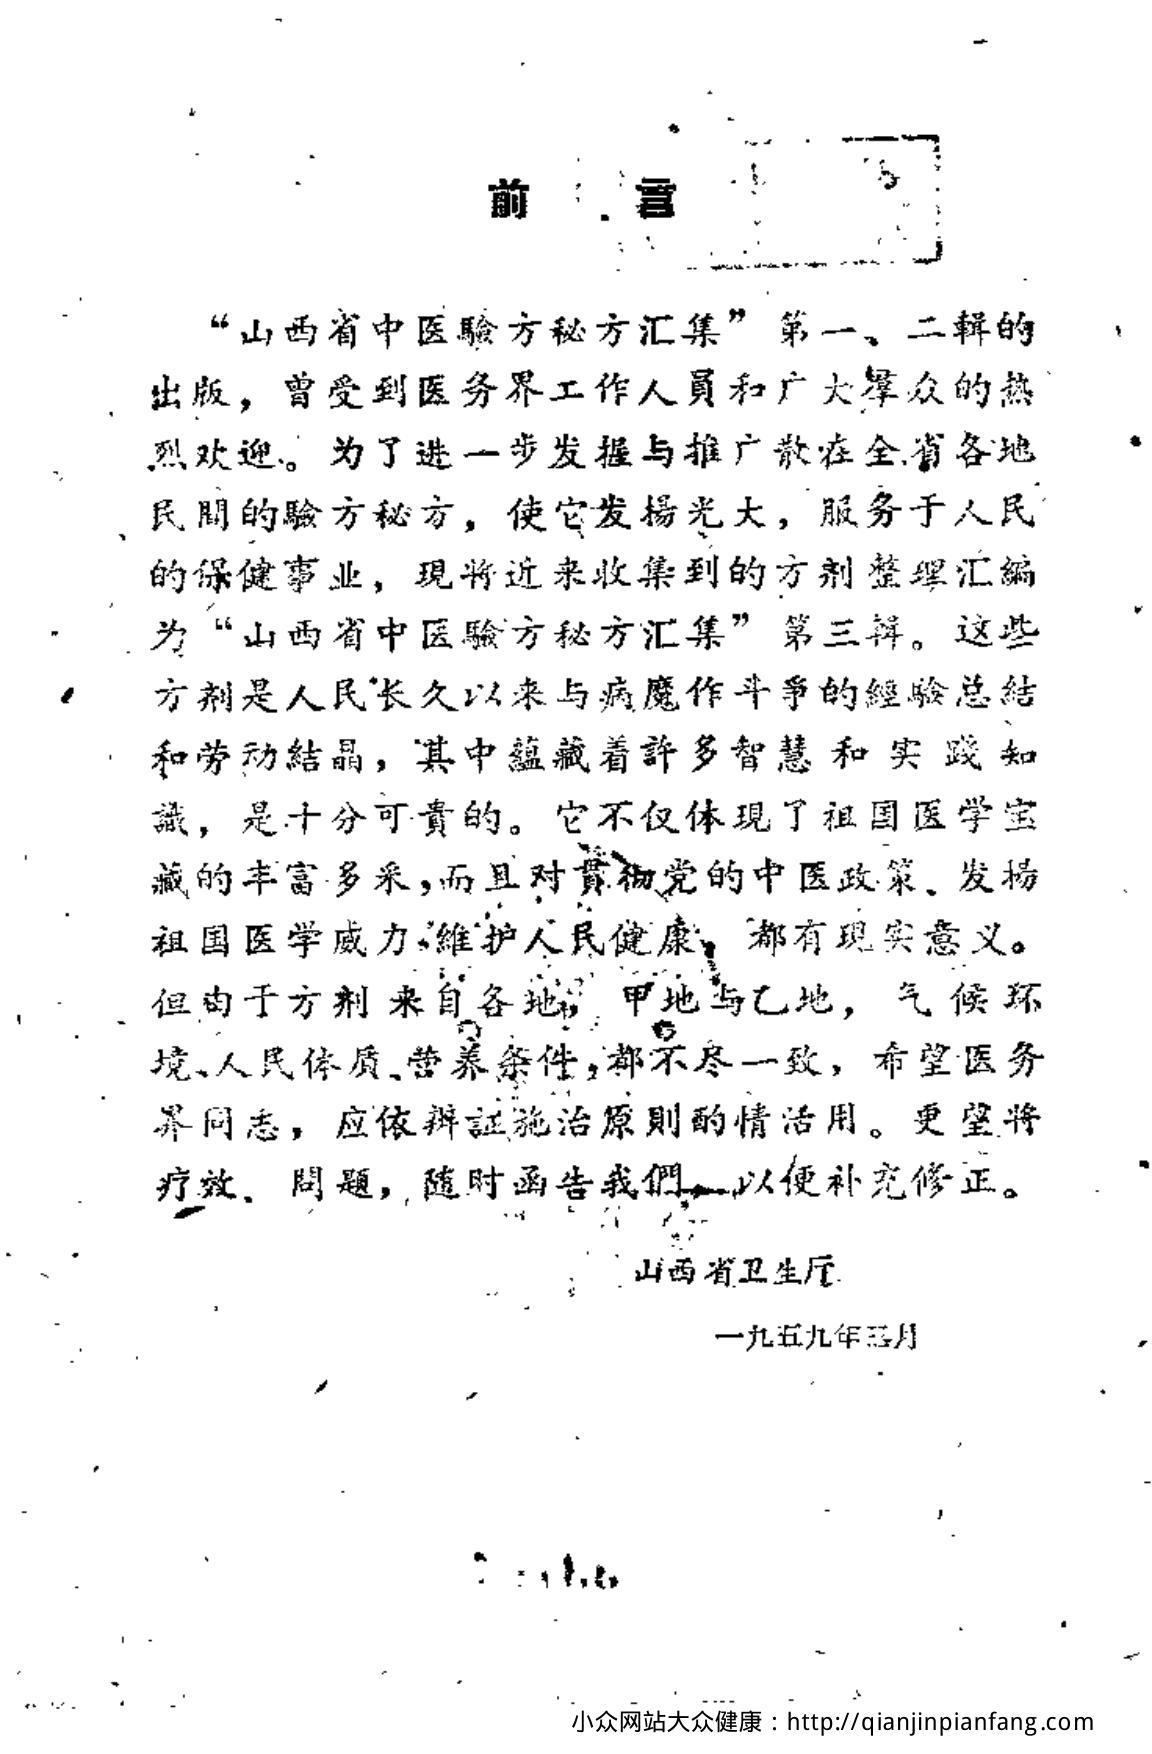 前言
“山西省中医驗方秘方汇集”第一、二輯的
出版，曾受到医务界工作人員和广大羣众的热
烈欢迎。为了进一步发掘与推广散在全省各地
民間的驗方秘方，使它发揚光大，服务于人民
的保健事业，現将近来收集到的方剂整理汇編
为“山西省中医驗方秘方汇集”第三輯。这些
方剂是人民长久以来与病魔作斗爭的經驗总結
和劳动結晶，其中蘊藏着許多智慧和实踐知
識，是十分可貴的。它不仅体現了祖国医学宝
藏的丰富多采，而且对貫彻党的中医政策、发揚
祖国医学威力、維护人民健康，都有現实意义。
但由于方剂来自各地，甲地与乙地，气候环
境、人民体质、营养条件，都不尽一致，希望医务
界同志，应依辨証施治原則酌情活用。更望将
疗效、問題，随时函告我們，以便补充修正。
山西省卫生厅
一九五九年三月
小众网站大众健康：http://qianjinpianfang.com